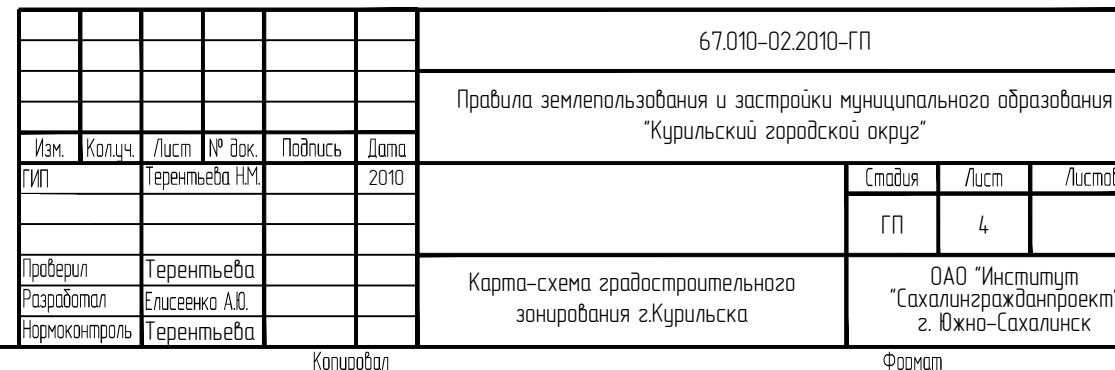 67.010-02.2010-ГП
Правила землепользования и застройки муниципального образования
"Курильский городской округ"
Изм. Кол.уч. Лист № док. Подпись Дата
ГИП Терентьева Н.М. 2010
Стадия Лист Листов
ГП 4
Проверил Терентьева
Разработал Елисеенко А.Ю.
Нормоконтроль Терентьева
Карта-схема градостроительного
зонирования г.Курильска
ОАО "Институт
"Сахалингражданпроект"
г. Южно-Сахалинск
Копировал Формат